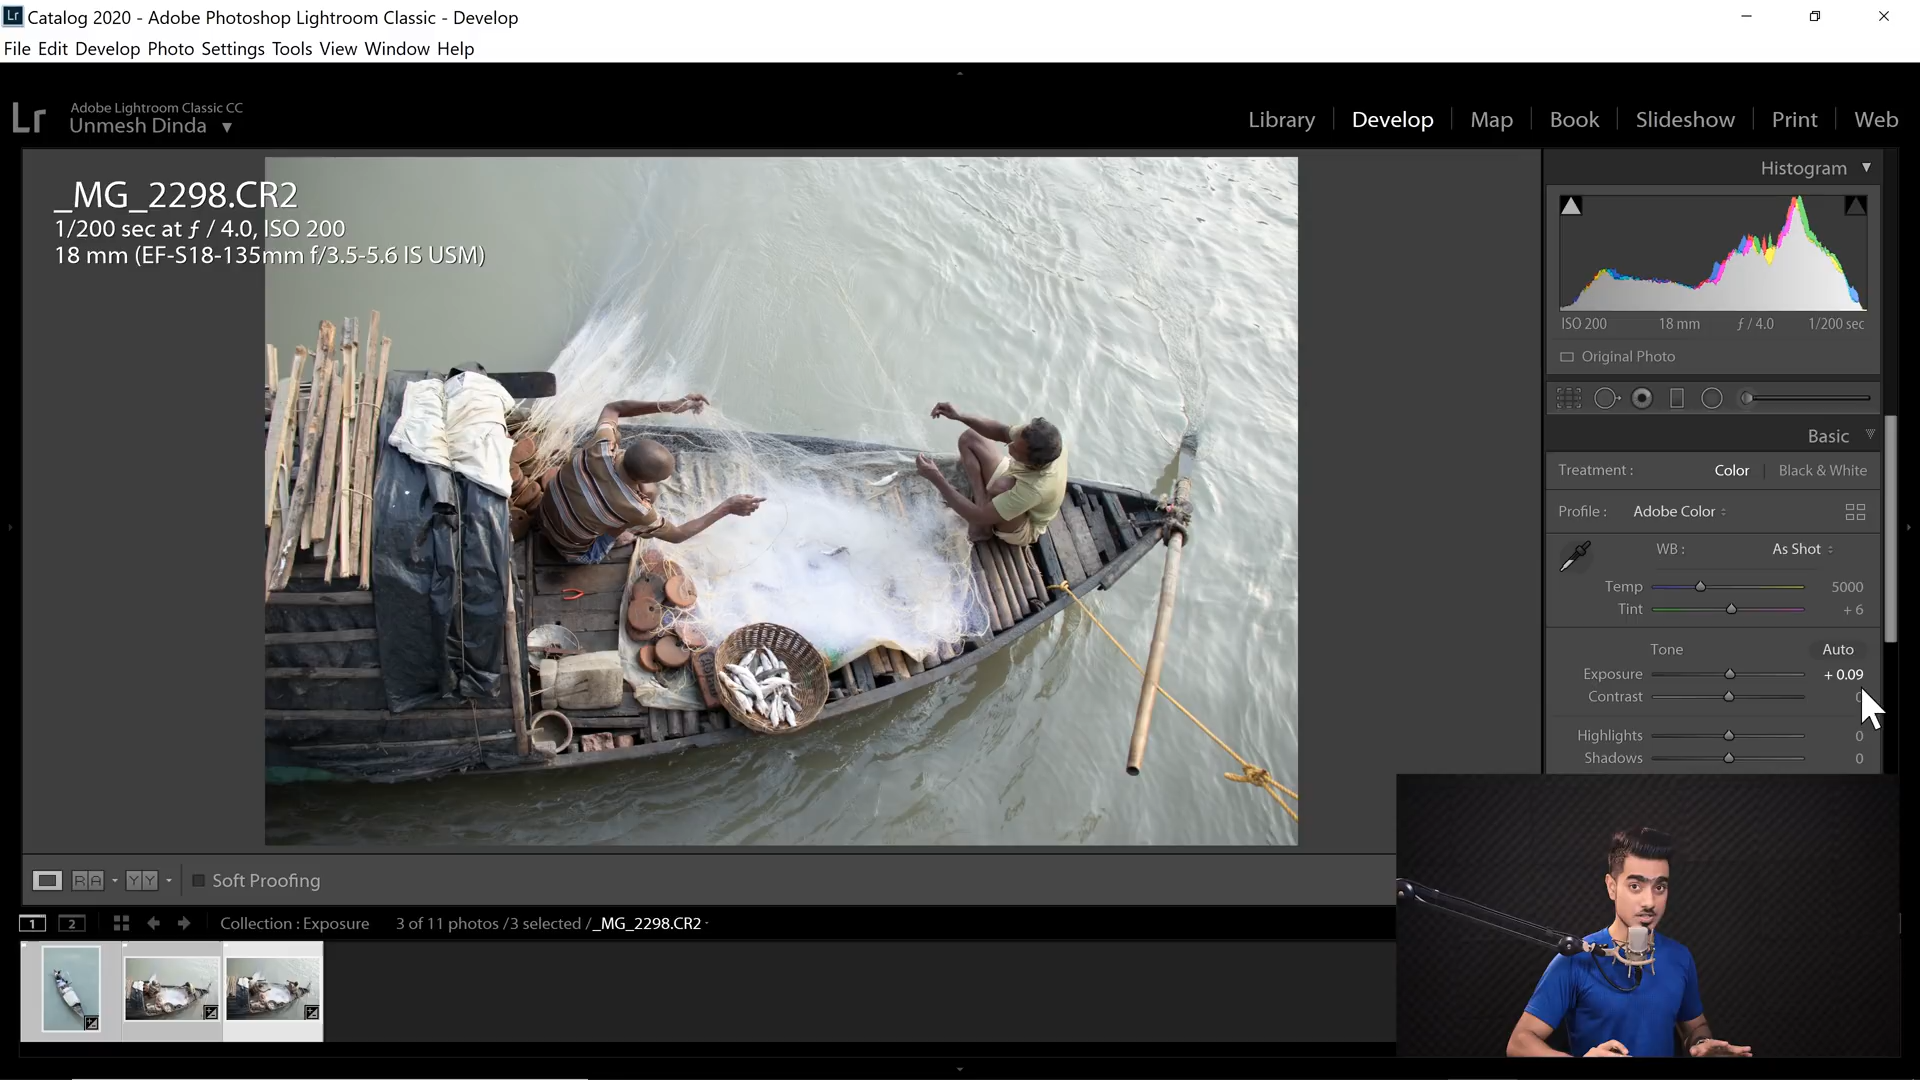 Lr Catalog 2020 - Adobe Photoshop Lightroom Classic - Develop
File Edit Develop Photo Settings Tools View Window Help
Lr
Adobe Lightroom Classic CC
Unmesh Dinda ▼
Library | Develop | Map | Book | Slideshow | Print | Web
_MG_2298.CR2
1/200 sec at ƒ / 4.0, ISO 200
18 mm (EF-S18-135mm f/3.5-5.6 IS USM)
Histogram ▼
ISO 200 18 mm ƒ / 4.0 1/200 sec
Original Photo
Basic
Treatment : Color | Black & White
Profile : Adobe Color
WB : As Shot
Temp 5000
Tint + 6
Tone Auto
Exposure + 0.09
Contrast 0
Highlights 0
Shadows 0
R A Y Y Soft Proofing
1 2 Collection : Exposure 3 of 11 photos /3 selected /_MG_2298.CR2